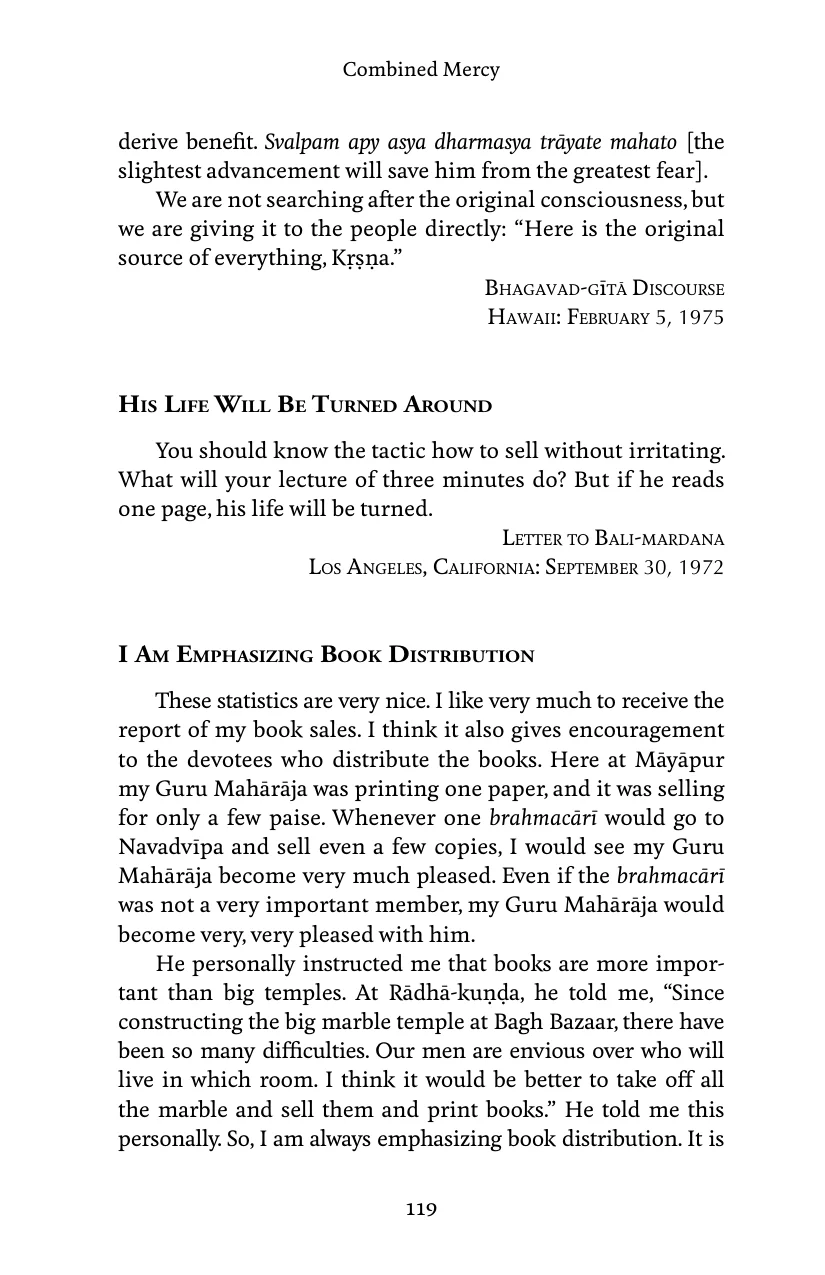 Combined Mercy
derive benefit. Svalpam apy asya dharmasya trāyate mahato [the
slightest advancement will save him from the greatest fear].
We are not searching after the original consciousness, but
we are giving it to the people directly: “Here is the original
source of everything, Kṛṣṇa.”
Bhagavad-gītā Discourse
Hawaii: February 5, 1975
His Life Will Be Turned Around
You should know the tactic how to sell without irritating.
What will your lecture of three minutes do? But if he reads
one page, his life will be turned.
Letter to Bali-mardana
Los Angeles, California: September 30, 1972
I Am Emphasizing Book Distribution
These statistics are very nice. I like very much to receive the
report of my book sales. I think it also gives encouragement
to the devotees who distribute the books. Here at Māyāpur
my Guru Mahārāja was printing one paper, and it was selling
for only a few paise. Whenever one brahmacārī would go to
Navadvīpa and sell even a few copies, I would see my Guru
Mahārāja become very much pleased. Even if the brahmacārī
was not a very important member, my Guru Mahārāja would
become very, very pleased with him.
He personally instructed me that books are more impor-
tant than big temples. At Rādhā-kuṇḍa, he told me, “Since
constructing the big marble temple at Bagh Bazaar, there have
been so many difficulties. Our men are envious over who will
live in which room. I think it would be better to take off all
the marble and sell them and print books.” He told me this
personally. So, I am always emphasizing book distribution. It is
119